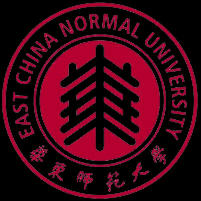 EAST CHINA NORMAL UNIVERSITY
華東師範大學